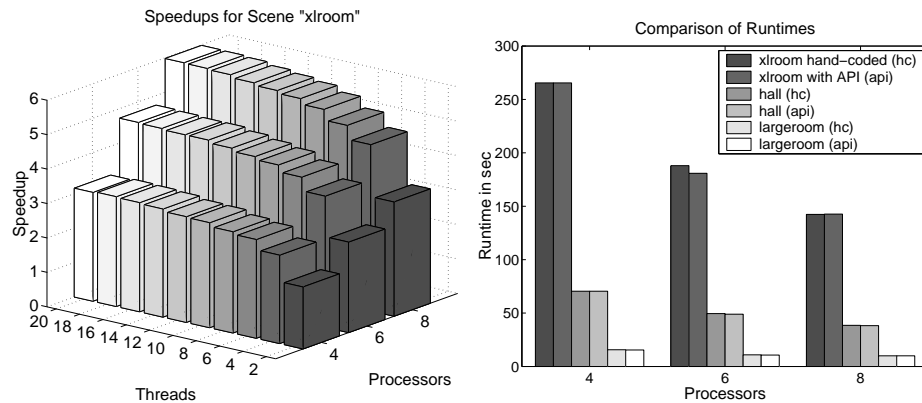 Speedups for Scene "xlroom"
6
5
4
3
2
1
0
Speedup
20
18
16
14
12
10
8
6
4
2
Threads
4
6
8
Processors
Comparison of Runtimes
300
250
200
150
100
50
0
Runtime in sec
xlroom hand−coded (hc)
xlroom with API (api)
hall (hc)
hall (api)
largeroom (hc)
largeroom (api)
4
6
8
Processors